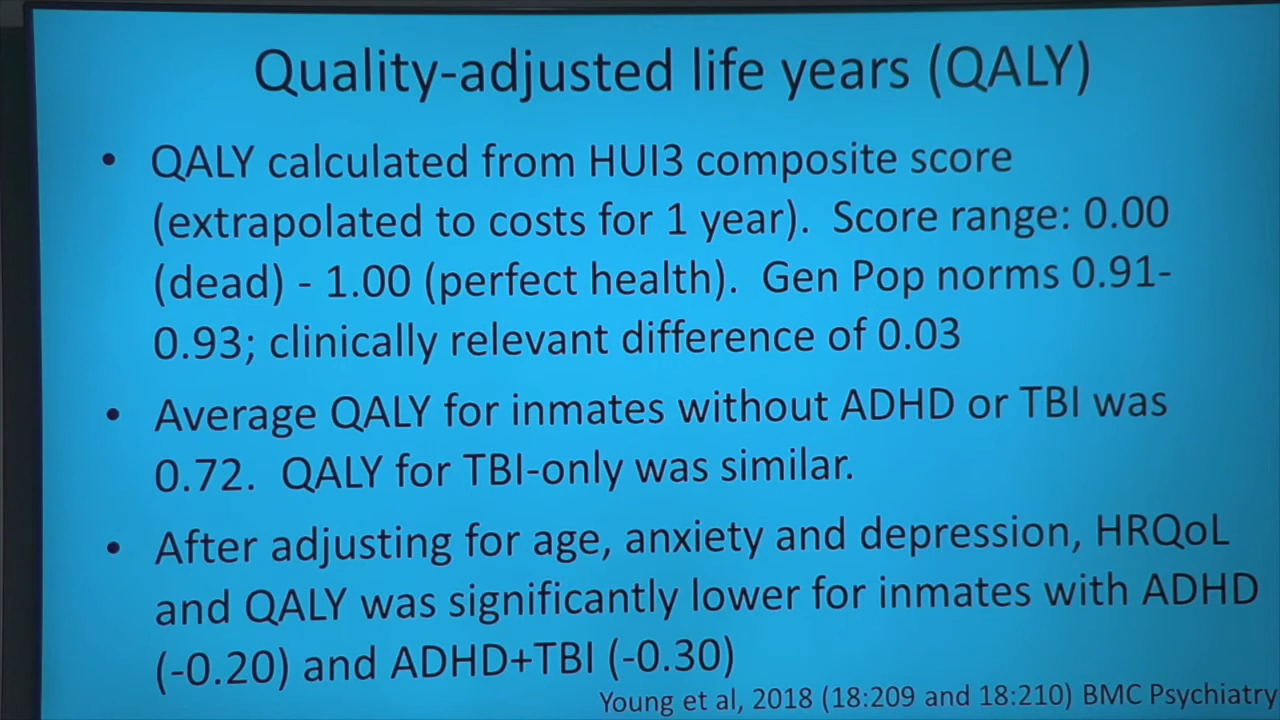 Quality-adjusted life years (QALY)
• QALY calculated from HUI3 composite score
(extrapolated to costs for 1 year).  Score range: 0.00
(dead) - 1.00 (perfect health).  Gen Pop norms 0.91-
0.93; clinically relevant difference of 0.03
• Average QALY for inmates without ADHD or TBI was
0.72.  QALY for TBI-only was similar.
• After adjusting for age, anxiety and depression, HRQoL
and QALY was significantly lower for inmates with ADHD
(-0.20) and ADHD+TBI (-0.30)
Young et al, 2018 (18:209 and 18:210) BMC Psychiatry